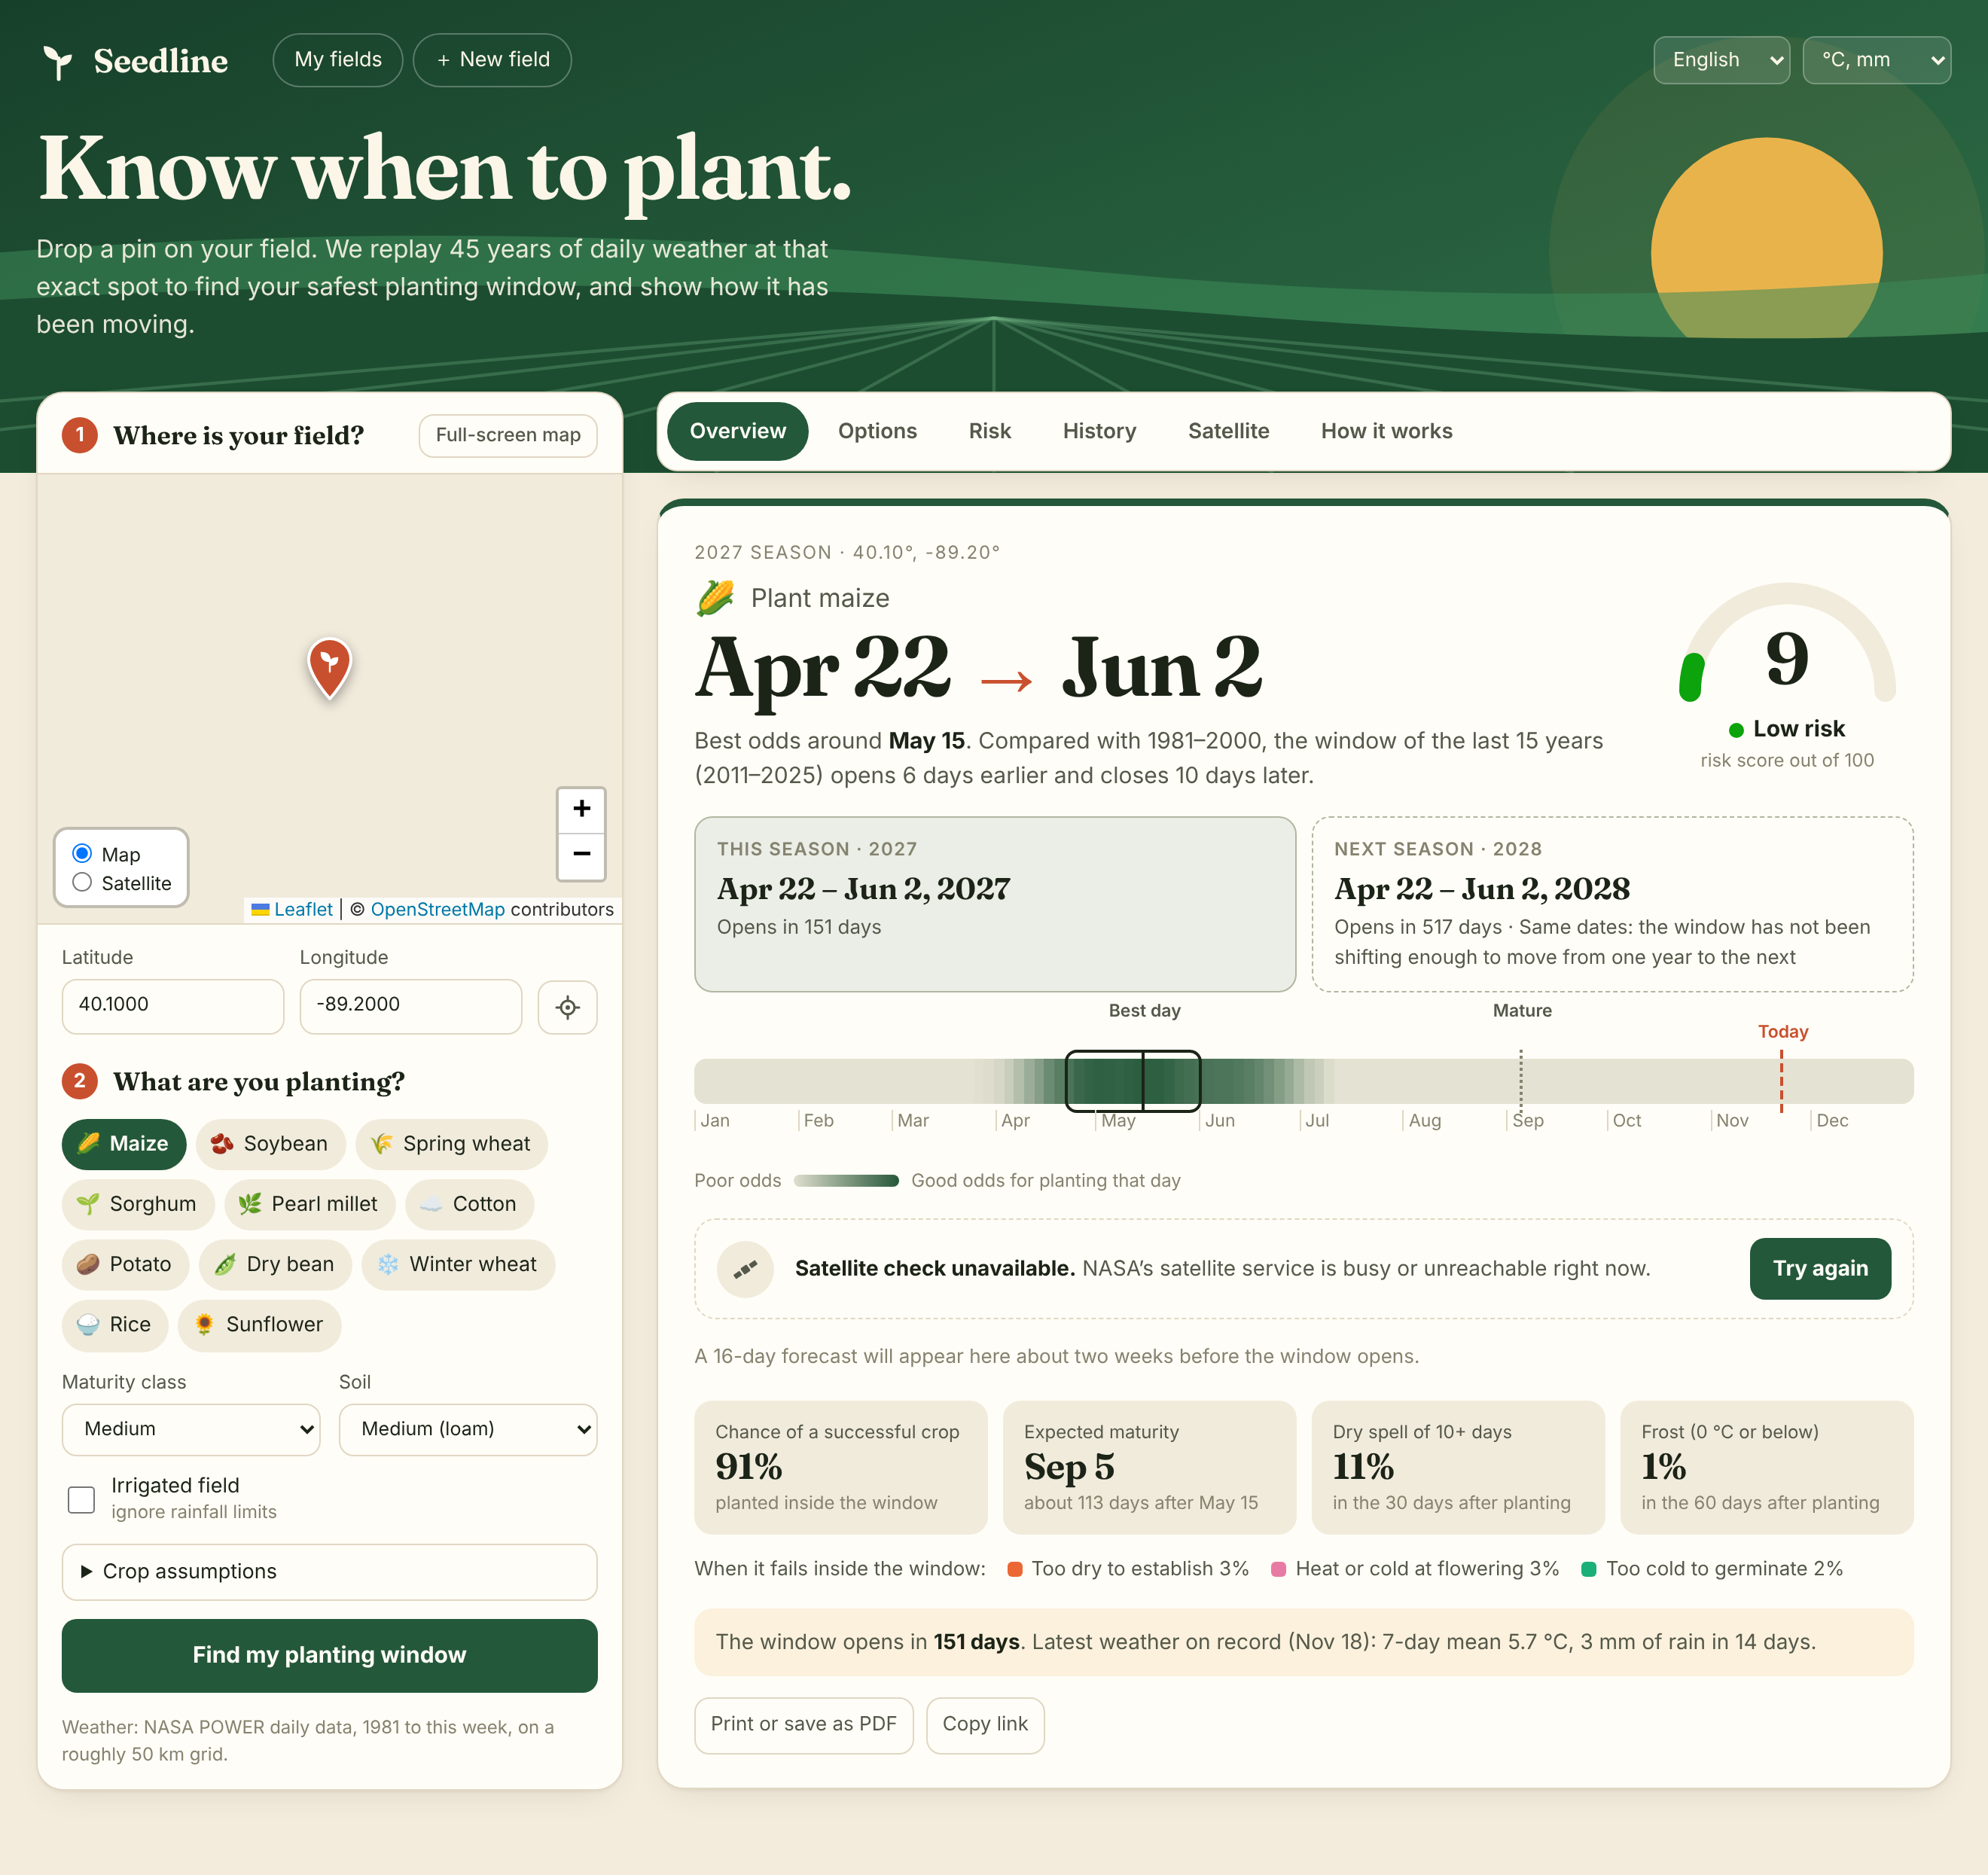 Seedline
My fields
+ New field
English
°C, mm
Know when to plant.
Drop a pin on your field. We replay 45 years of daily weather at that
exact spot to find your safest planting window, and show how it has
been moving.
1 Where is your field?
Full-screen map
Map
Satellite
+
−
Leaflet | © OpenStreetMap contributors
Latitude
Longitude
40.1000
-89.2000
2 What are you planting?
Maize
Soybean
Spring wheat
Sorghum
Pearl millet
Cotton
Potato
Dry bean
Winter wheat
Rice
Sunflower
Maturity class
Soil
Medium
Medium (loam)
Irrigated field
ignore rainfall limits
Crop assumptions
Find my planting window
Weather: NASA POWER daily data, 1981 to this week, on a
roughly 50 km grid.
Overview
Options
Risk
History
Satellite
How it works
2027 SEASON · 40.10°, -89.20°
Plant maize
Apr 22 → Jun 2
Best odds around May 15. Compared with 1981–2000, the window of the last 15 years
(2011–2025) opens 6 days earlier and closes 10 days later.
9
Low risk
risk score out of 100
THIS SEASON · 2027
Apr 22 – Jun 2, 2027
Opens in 151 days
NEXT SEASON · 2028
Apr 22 – Jun 2, 2028
Opens in 517 days · Same dates: the window has not been
shifting enough to move from one year to the next
Best day
Mature
Today
Jan
Feb
Mar
Apr
May
Jun
Jul
Aug
Sep
Oct
Nov
Dec
Poor odds
Good odds for planting that day
Satellite check unavailable. NASA’s satellite service is busy or unreachable right now.
Try again
A 16-day forecast will appear here about two weeks before the window opens.
Chance of a successful crop
91%
planted inside the window
Expected maturity
Sep 5
about 113 days after May 15
Dry spell of 10+ days
11%
in the 30 days after planting
Frost (0 °C or below)
1%
in the 60 days after planting
When it fails inside the window:
Too dry to establish 3%
Heat or cold at flowering 3%
Too cold to germinate 2%
The window opens in 151 days. Latest weather on record (Nov 18): 7-day mean 5.7 °C, 3 mm of rain in 14 days.
Print or save as PDF
Copy link